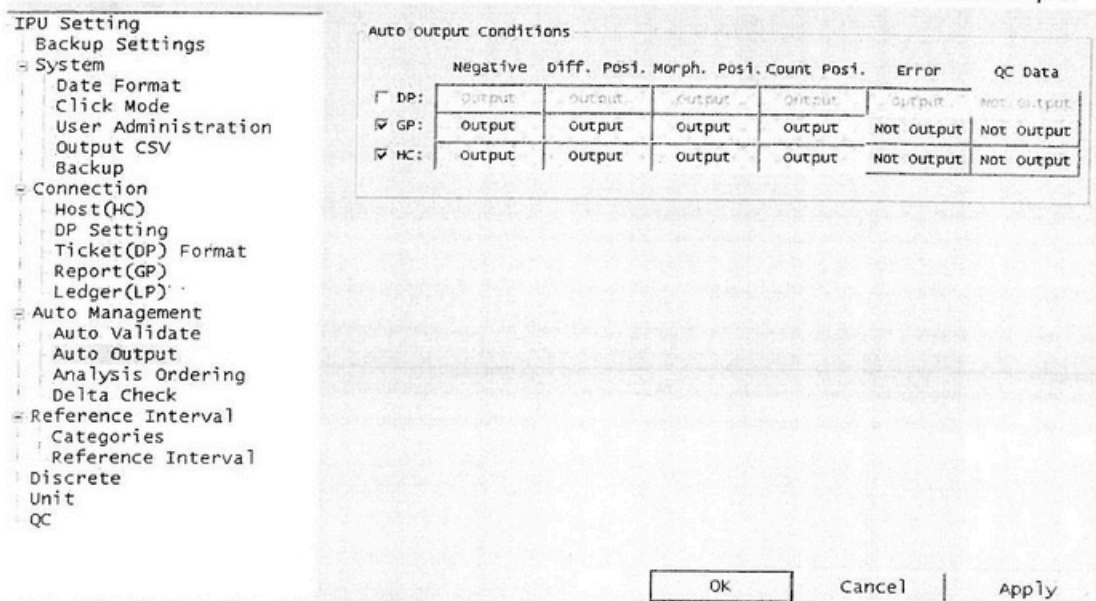 IPU Setting
Backup Settings
System
Date Format
Click Mode
User Administration
Output CSV
Backup
Connection
Host(HC)
DP Setting
Ticket(DP) Format
Report(GP)
Ledger(LP)
Auto Management
Auto Validate
Auto Output
Analysis Ordering
Delta Check
Reference Interval
Categories
Reference Interval
Discrete
Unit
QC
Auto Output Conditions
Negative Diff. Posi. Morph. Posi. Count Posi. Error QC Data
DP: Output Output Output Output Output Not Output
GP: Output Output Output Output Not Output Not Output
HC: Output Output Output Output Not Output Not Output
OK Cancel Apply